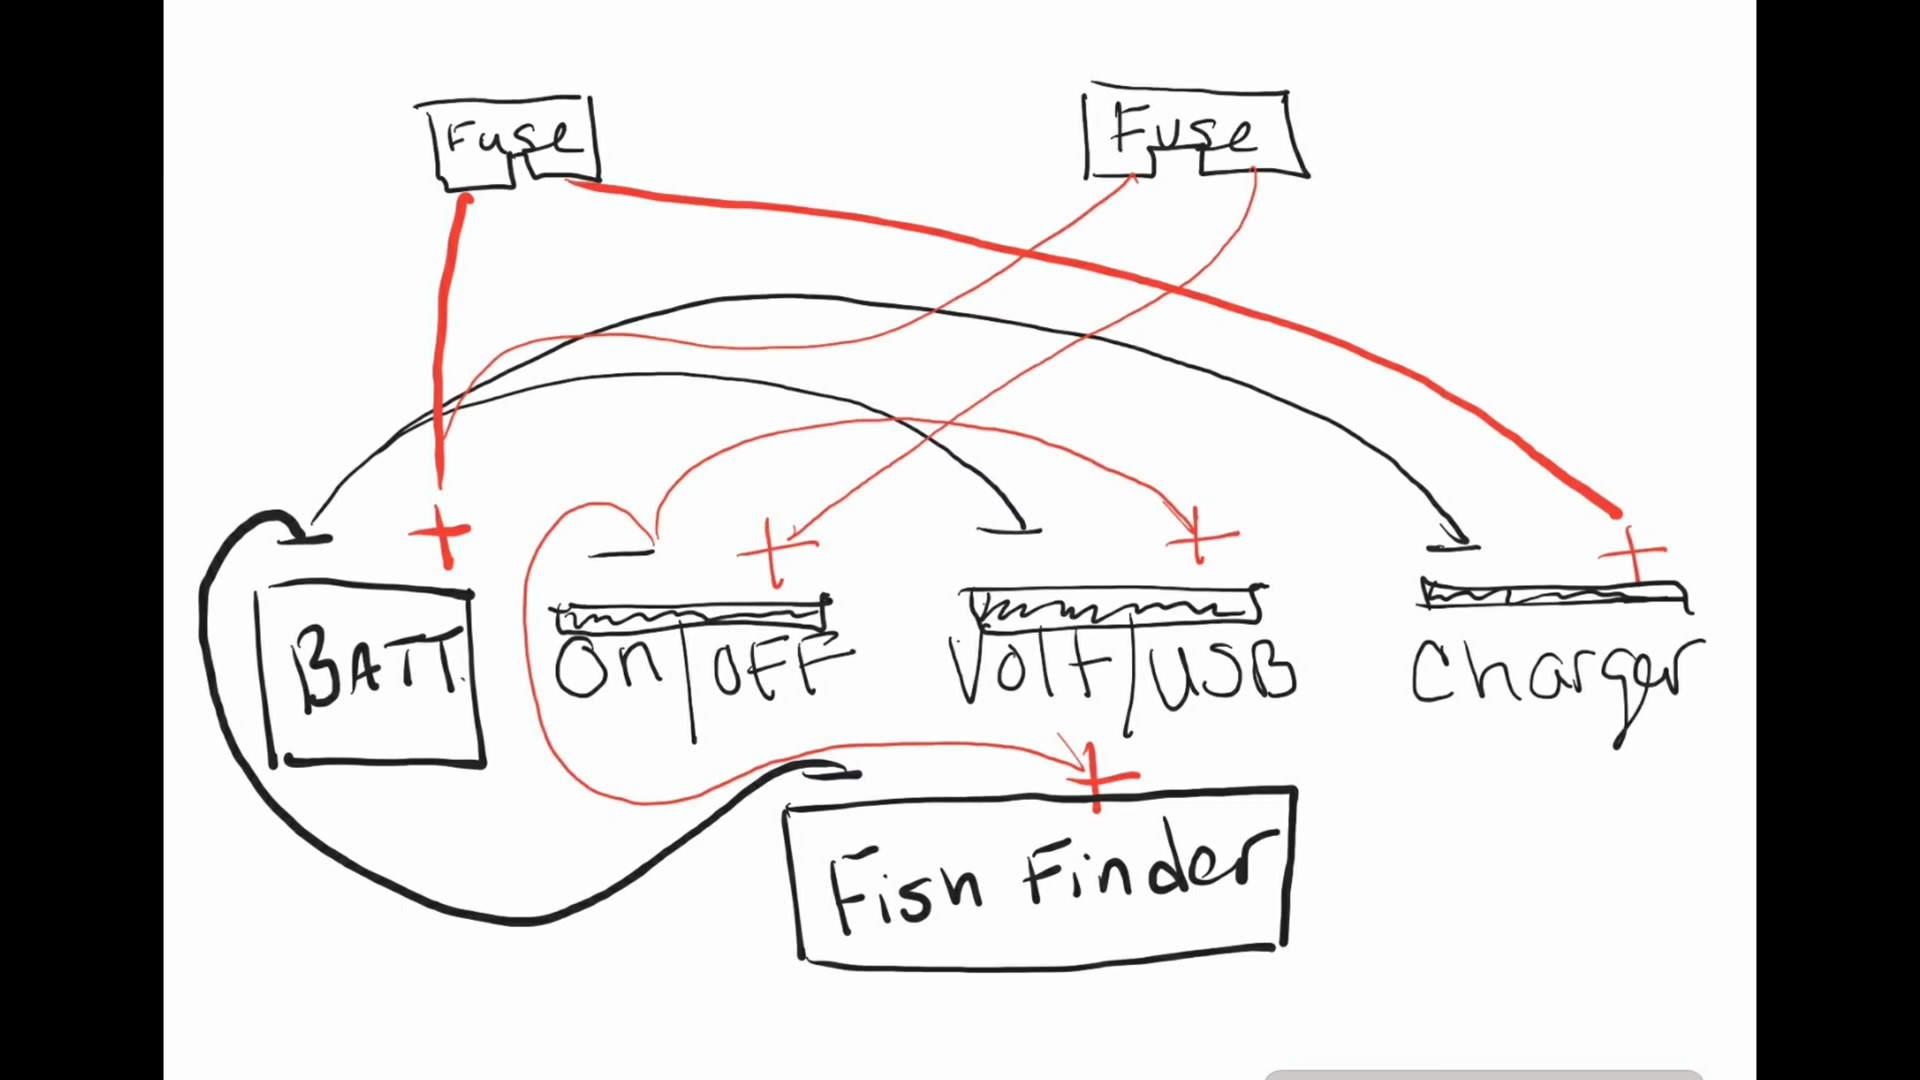 Fuse
Fuse
- + - + - + - +
BATT
On/OFF
Volt/USB
Charger
- +
Fish Finder